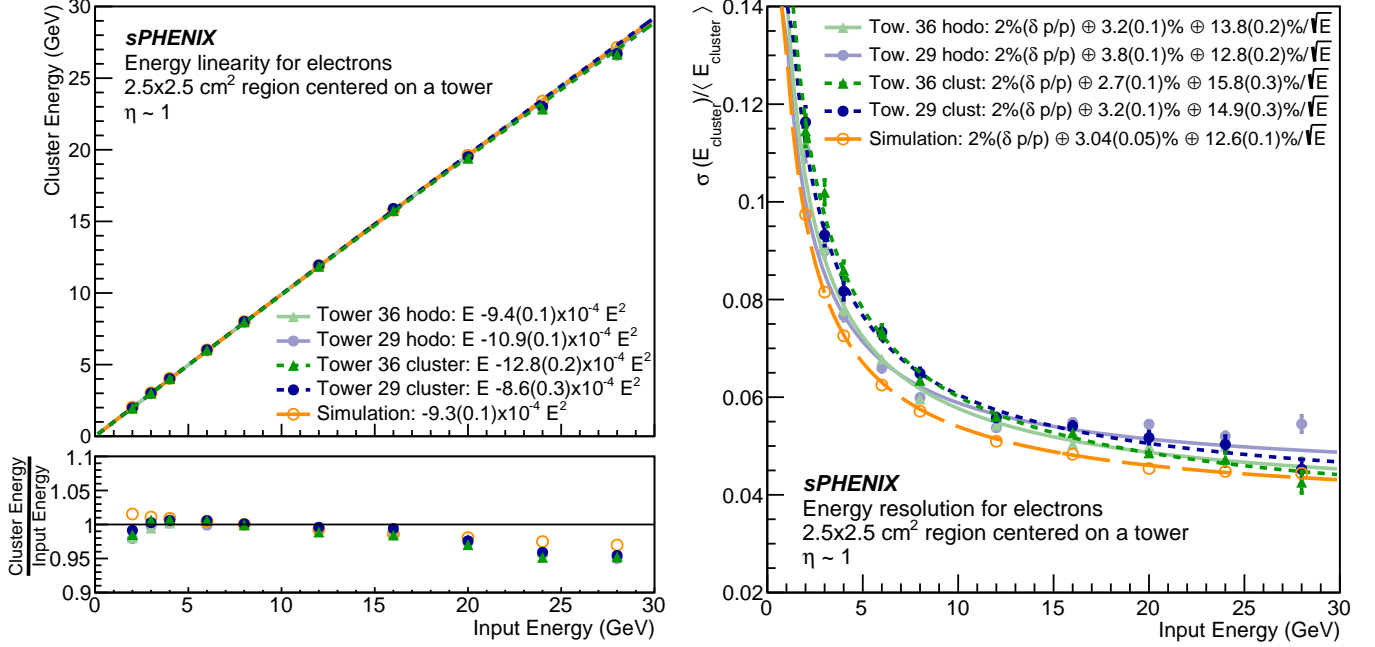 30
25
20
15
10
5
0
Cluster Energy (GeV)
sPHENIX
Energy linearity for electrons
2.5x2.5 cm² region centered on a tower
η ~ 1
Tower 36 hodo: E -9.4(0.1)x10⁻⁴ E²
Tower 29 hodo: E -10.9(0.1)x10⁻⁴ E²
Tower 36 cluster: E -12.8(0.2)x10⁻⁴ E²
Tower 29 cluster: E -8.6(0.3)x10⁻⁴ E²
Simulation: -9.3(0.1)x10⁻⁴ E²
1.1
1.05
1
0.95
0.9
Cluster Energy
Input Energy
0 5 10 15 20 25 30
Input Energy (GeV)
0.14
0.12
0.1
0.08
0.06
0.04
0.02
σ (E_cluster)/⟨ E_cluster ⟩
Tow. 36 hodo: 2%(δ p/p) ⊕ 3.2(0.1)% ⊕ 13.8(0.2)%/√E
Tow. 29 hodo: 2%(δ p/p) ⊕ 3.8(0.1)% ⊕ 12.8(0.2)%/√E
Tow. 36 clust: 2%(δ p/p) ⊕ 2.7(0.1)% ⊕ 15.8(0.3)%/√E
Tow. 29 clust: 2%(δ p/p) ⊕ 3.2(0.1)% ⊕ 14.9(0.3)%/√E
Simulation: 2%(δ p/p) ⊕ 3.04(0.05)% ⊕ 12.6(0.1)%/√E
sPHENIX
Energy resolution for electrons
2.5x2.5 cm² region centered on a tower
η ~ 1
0 5 10 15 20 25 30
Input Energy (GeV)